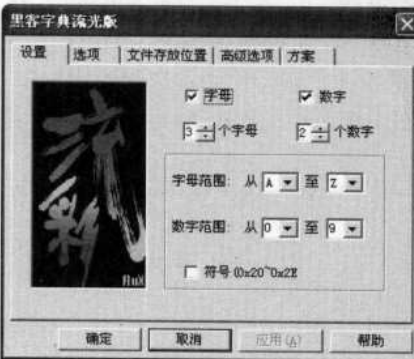 黑客字典流光版
设置 选项 文件存放位置 高级选项 方案
流彩
fluX
字母 数字
3 个字母 2 个数字
字母范围: 从 A 至 Z
数字范围: 从 0 至 9
符号:0x20~0x2E
确定 取消 应用(A) 帮助